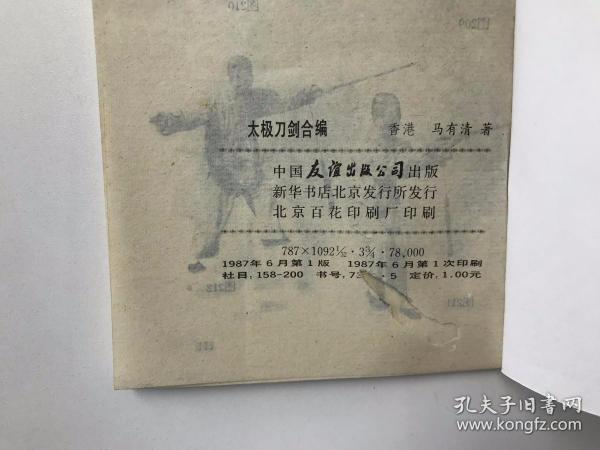 太极刀剑合编 香港 马有清 著
中国友谊出版公司出版
新华书店北京发行所发行
北京百花印刷厂印刷
787×1092 1/32 · 3 3/4 · 78,000
1987年6月第1版 1987年6月第1次印刷
社目,158-200 书号,7 · 5 定价,1.00元
孔夫子旧书网
www.kongfz.com